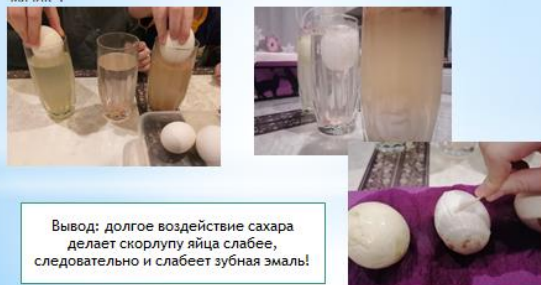 Вывод: долгое воздействие сахара
делает скорлупу яйца слабее,
следовательно и слабеет зубная эмаль!